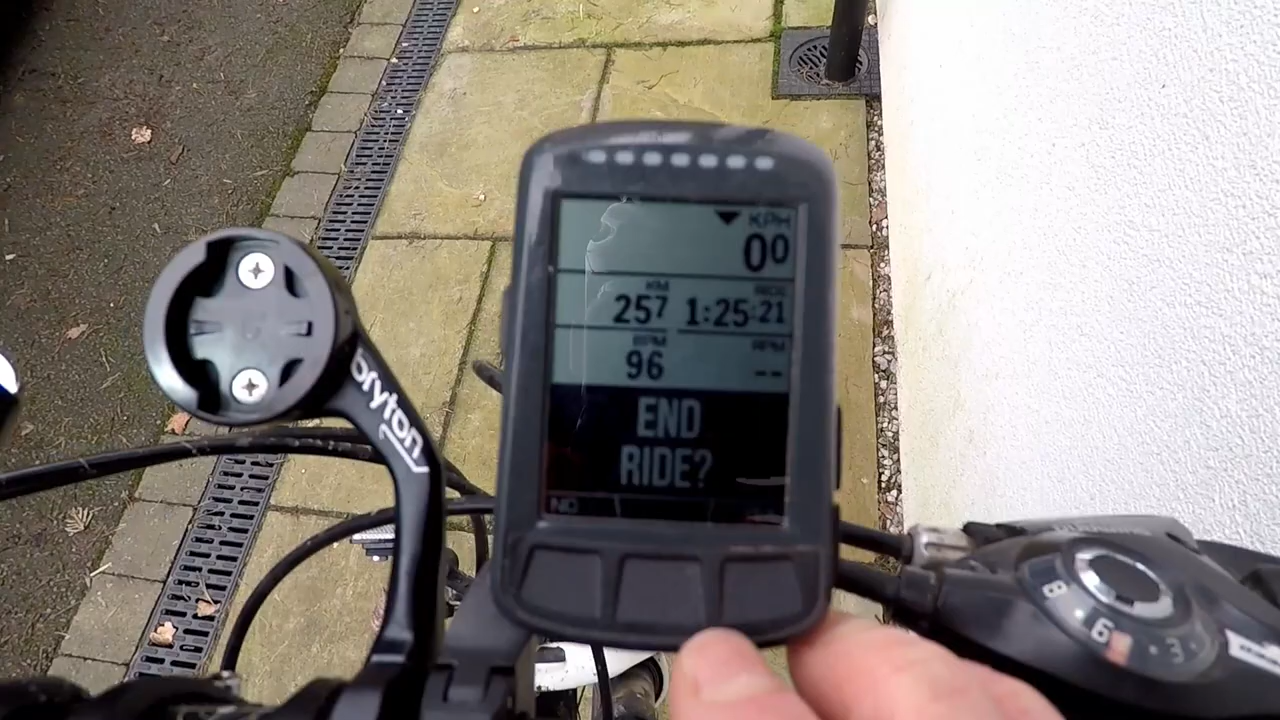 KPH
00
KM
RIDE
257
1:25:21
BPM
RPM
96
--
END
RIDE?
NO
bryton
8
6
3